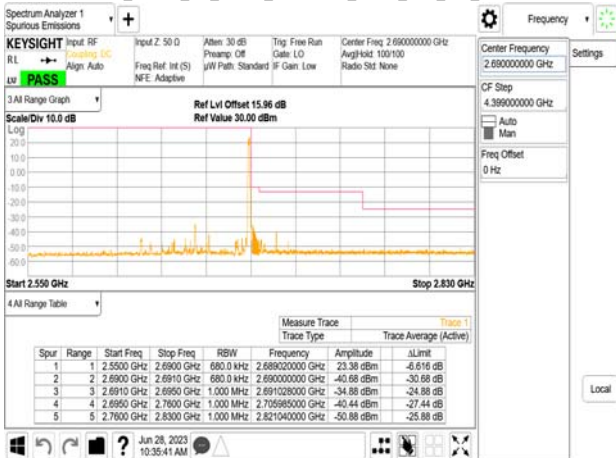 Spectrum Analyzer 1
Spurious Emissions
Frequency
KEYSIGHT Input: RF Input Z: 50 Ω Atten: 30 dB Trig: Free Run Center Freq: 2.690000000 GHz
RL Coupling: DC Preamp: Off Gate: LO Avg|Hold: 100/100
Align: Auto Freq Ref: Int (S) µW Path: Standard IF Gain: Low Radio Std: None
LV PASS NFE: Adaptive
Center Frequency
2.690000000 GHz
Settings
CF Step
4.399000000 GHz
Auto
Man
Freq Offset
0 Hz
Local
3 All Range Graph
Ref Lvl Offset 15.96 dB
Scale/Div 10.0 dB Ref Value 30.00 dBm
Log
20.0
10.0
0.00
-10.0
-20.0
-30.0
-40.0
-50.0
-60.0
Start 2.550 GHz Stop 2.830 GHz
4 All Range Table
Measure Trace Trace 1
Trace Type Trace Average (Active)
Spur Range Start Freq Stop Freq RBW Frequency Amplitude ΔLimit
1 1 2.5500 GHz 2.6900 GHz 680.0 kHz 2.689020000 GHz 23.38 dBm -6.616 dB
2 2 2.6900 GHz 2.6910 GHz 680.0 kHz 2.690000000 GHz -40.68 dBm -30.68 dB
3 3 2.6910 GHz 2.6950 GHz 1.000 MHz 2.691028000 GHz -34.88 dBm -24.88 dB
4 4 2.6950 GHz 2.7600 GHz 1.000 MHz 2.705985000 GHz -40.44 dBm -27.44 dB
5 5 2.7600 GHz 2.8300 GHz 1.000 MHz 2.821040000 GHz -50.88 dBm -25.88 dB
Jun 28, 2023
10:35:41 AM